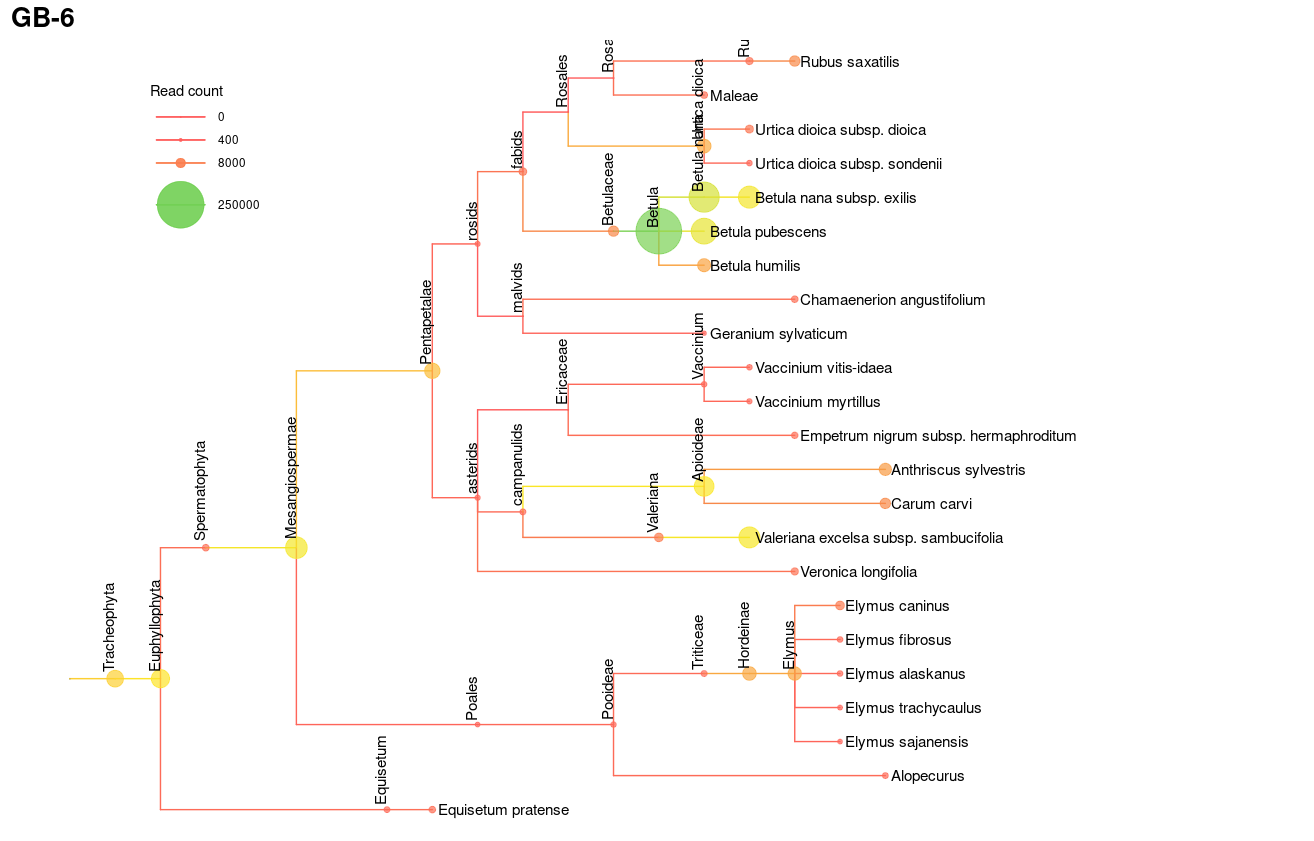 GB-6
Read count
0
400
8000
250000
Rosales
fabids
Rubus saxatilis
Maleae
Urtica dioica
Urtica dioica subsp. dioica
Urtica dioica subsp. sondenii
Betulaceae
Betula
Betula nana
Betula nana subsp. exilis
Betula pubescens
Betula humilis
rosids
malvids
Chamaenerion angustifolium
Geranium sylvaticum
Pentapetalae
Ericaceae
Vaccinium
Vaccinium vitis-idaea
Vaccinium myrtillus
Empetrum nigrum subsp. hermaphroditum
asterids
campanulids
Apioideae
Anthriscus sylvestris
Carum carvi
Valeriana
Valeriana excelsa subsp. sambucifolia
Veronica longifolia
Spermatophyta
Mesangiospermae
Tracheophyta
Euphyllophyta
Poales
Pooideae
Triticeae
Hordeinae
Elymus
Elymus caninus
Elymus fibrosus
Elymus alaskanus
Elymus trachycaulus
Elymus sajanensis
Alopecurus
Equisetum
Equisetum pratense